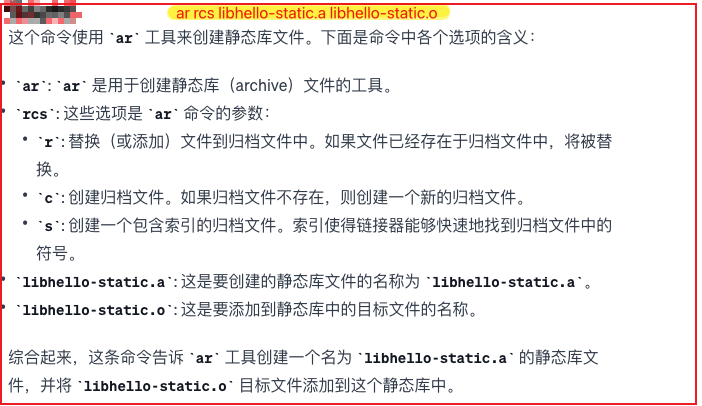 ar rcs libhello-static.a libhello-static.o
这个命令使用 `ar` 工具来创建静态库文件。下面是命令中各个选项的含义：
• `ar`: `ar` 是用于创建静态库（archive）文件的工具。
• `rcs`: 这些选项是 `ar` 命令的参数：
• `r`: 替换（或添加）文件到归档文件中。如果文件已经存在于归档文件中，将被替
换。
• `c`: 创建归档文件。如果归档文件不存在，则创建一个新的归档文件。
• `s`: 创建一个包含索引的归档文件。索引使得链接器能够快速地找到归档文件中的
符号。
• `libhello-static.a`: 这是要创建的静态库文件的名称为 `libhello-static.a`。
• `libhello-static.o`: 这是要添加到静态库中的目标文件的名称。
综合起来，这条命令告诉 `ar` 工具创建一个名为 `libhello-static.a` 的静态库文
件，并将 `libhello-static.o` 目标文件添加到这个静态库中。